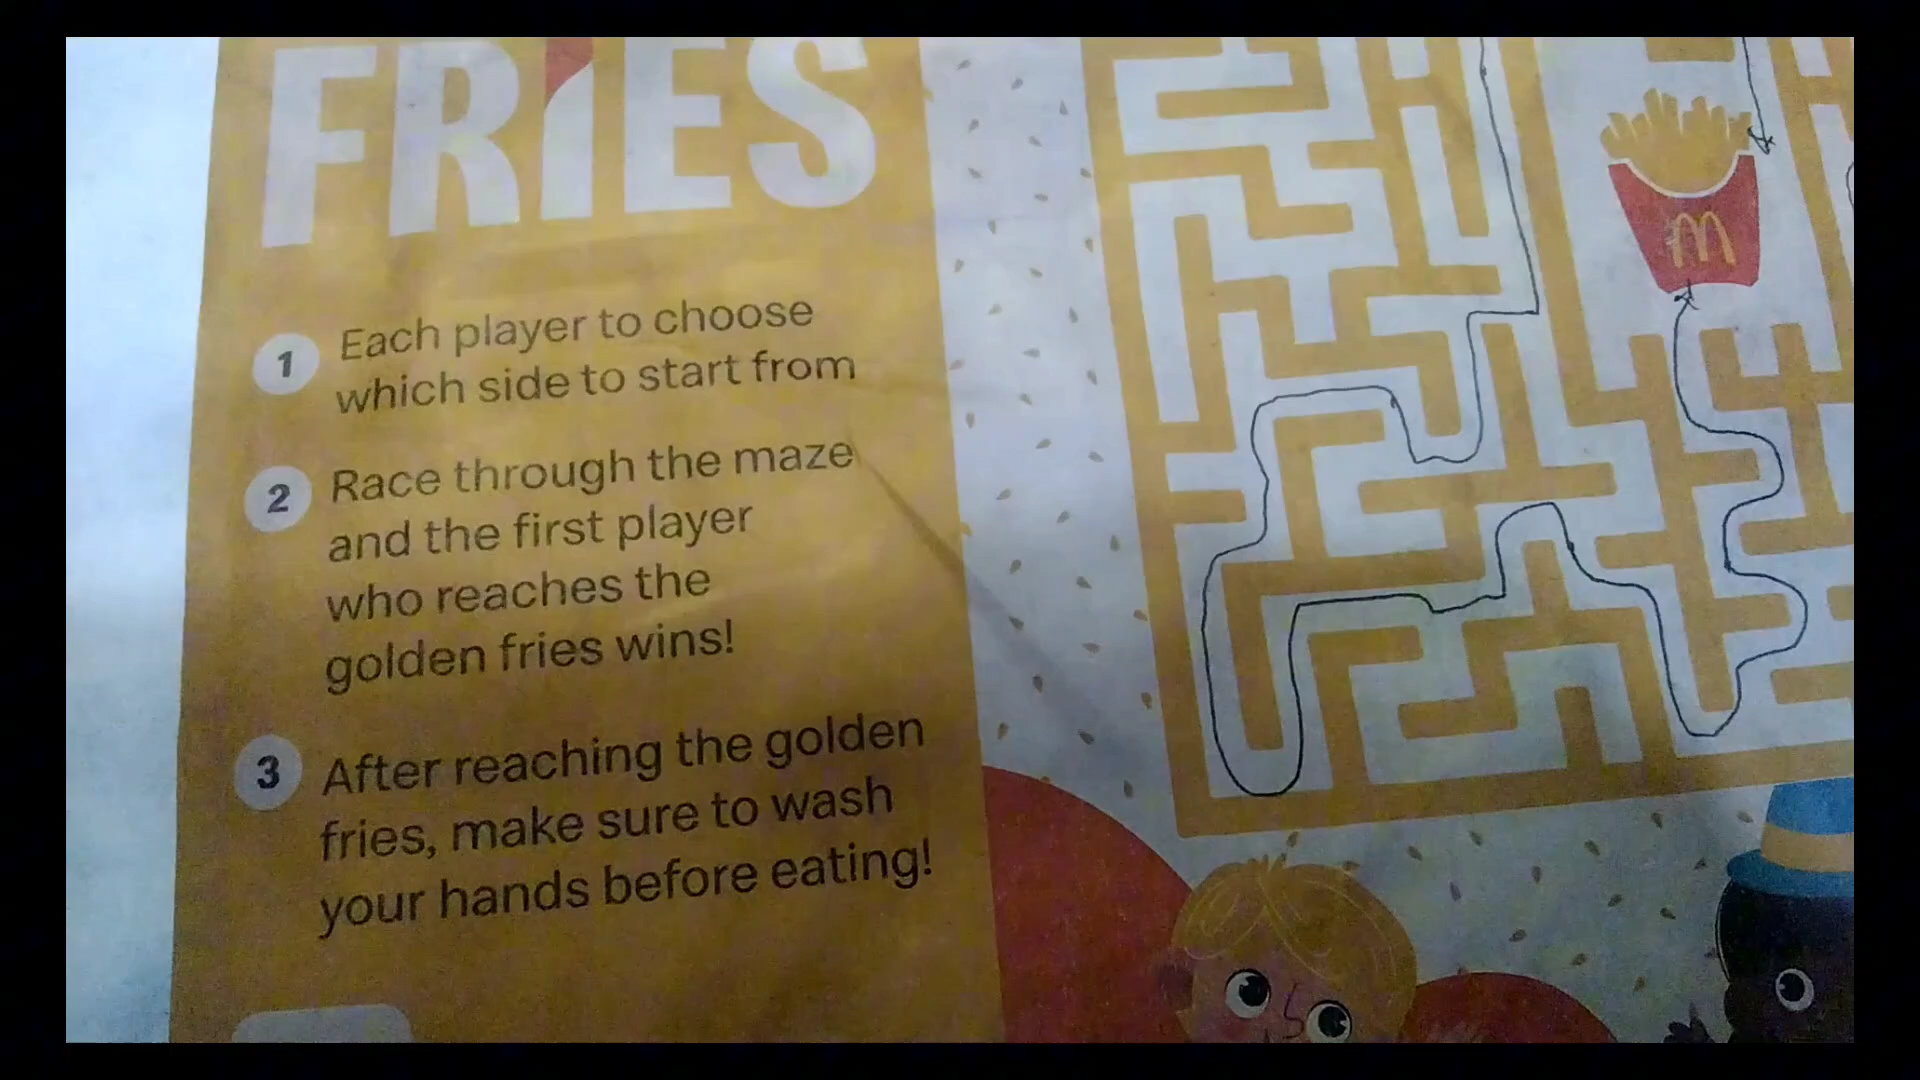 FRIES
1 Each player to choose
which side to start from
2 Race through the maze
and the first player
who reaches the
golden fries wins!
3 After reaching the golden
fries, make sure to wash
your hands before eating!